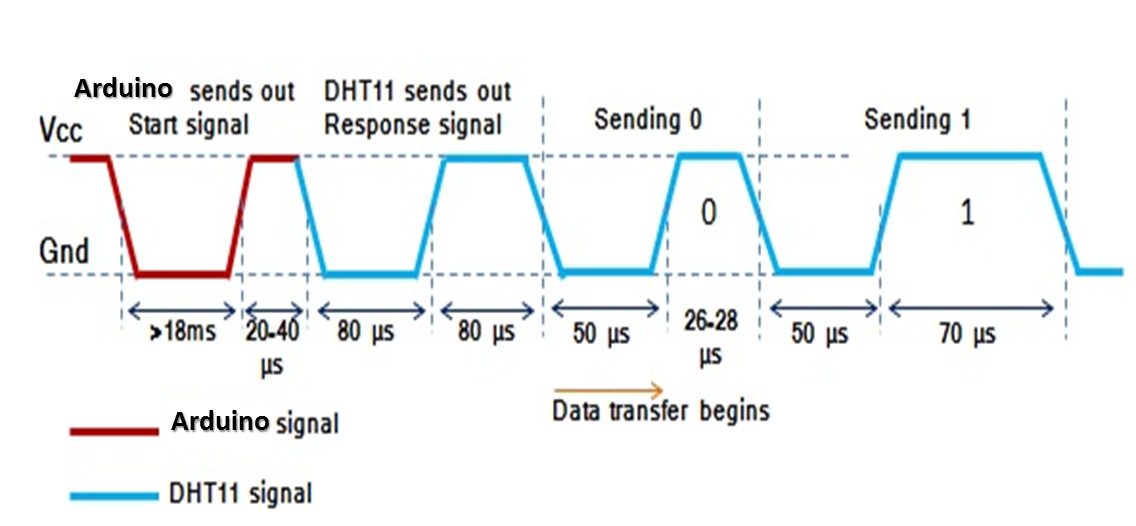 Arduino sends out
Start signal
DHT11 sends out
Response signal
Sending 0
Sending 1
Vcc
Gnd
0
1
>18ms
20-40
µs
80 µs
80 µs
50 µs
26-28
µs
50 µs
70 µs
Data transfer begins
Arduino signal
DHT11 signal